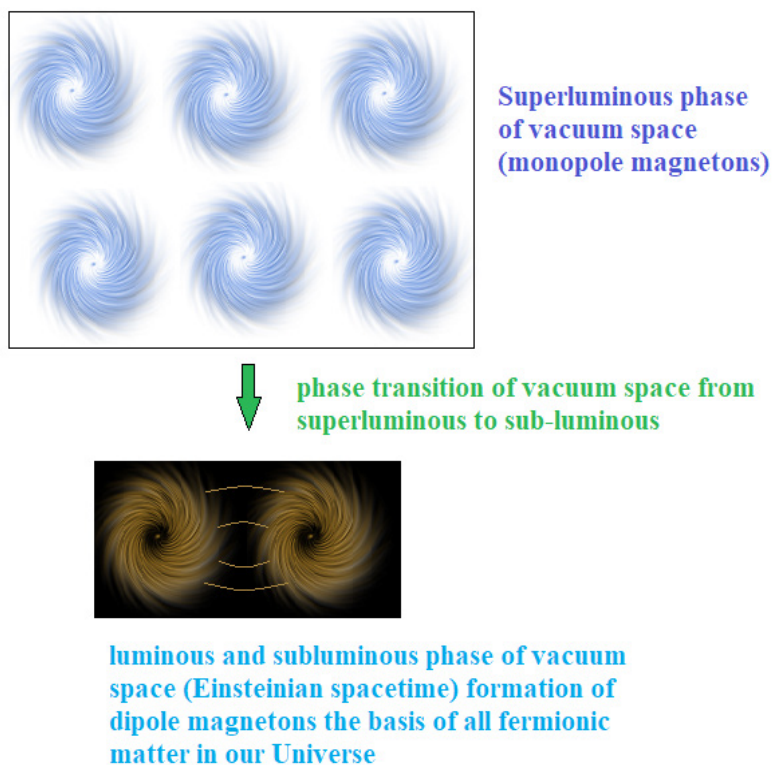 Superluminous phase
of vacuum space
(monopole magnetons)
phase transition of vacuum space from
superluminous to sub-luminous
luminous and subluminous phase of vacuum
space (Einsteinian spacetime) formation of
dipole magnetons the basis of all fermionic
matter in our Universe